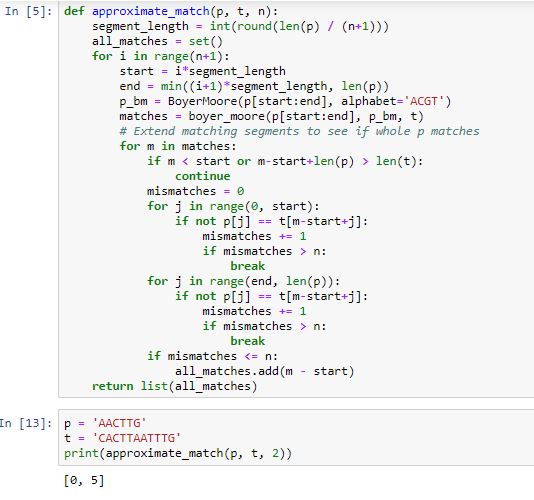 In [5]: def approximate_match(p, t, n):
    segment_length = int(round(len(p) / (n+1)))
    all_matches = set()
    for i in range(n+1):
        start = i*segment_length
        end = min((i+1)*segment_length, len(p))
        p_bm = BoyerMoore(p[start:end], alphabet='ACGT')
        matches = boyer_moore(p[start:end], p_bm, t)
        # Extend matching segments to see if whole p matches
        for m in matches:
            if m < start or m-start+len(p) > len(t):
                continue
            mismatches = 0
            for j in range(0, start):
                if not p[j] == t[m-start+j]:
                    mismatches += 1
                    if mismatches > n:
                        break
            for j in range(end, len(p)):
                if not p[j] == t[m-start+j]:
                    mismatches += 1
                    if mismatches > n:
                        break
            if mismatches <= n:
                all_matches.add(m - start)
    return list(all_matches)
In [13]: p = 'AACTTG'
t = 'CACTTAATTTG'
print(approximate_match(p, t, 2))
[0, 5]